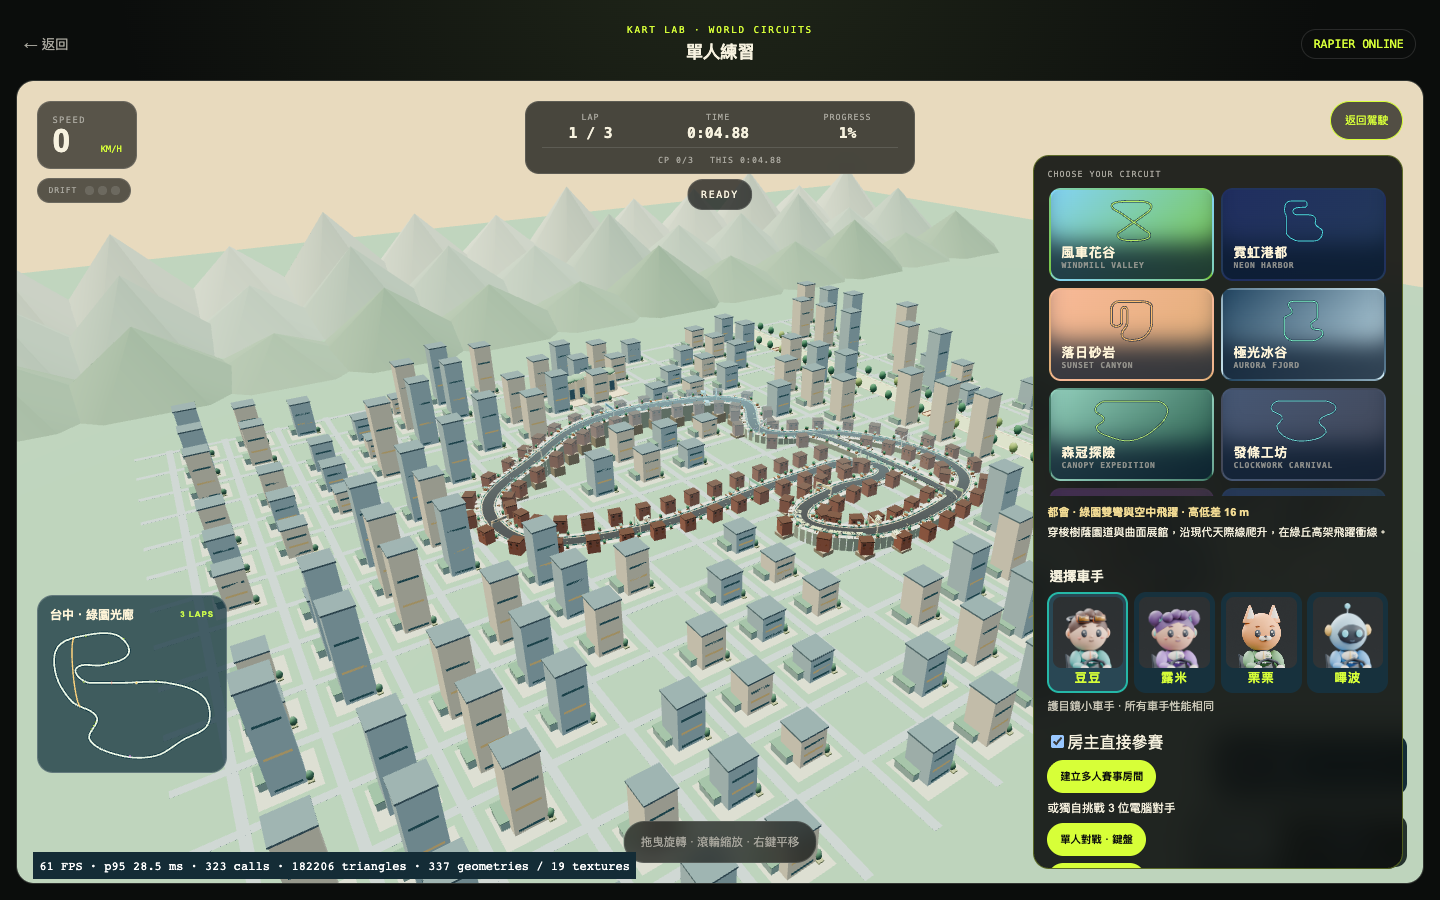 KART LAB · WORLD CIRCUITS
← 返回
單人練習
RAPIER ONLINE
SPEED
0 KM/H
DRIFT
LAP TIME PROGRESS
1 / 3 0:04.88 1%
CP 0/3 THIS 0:04.88
READY
返回駕駛
CHOOSE YOUR CIRCUIT
風車花谷
WINDMILL VALLEY
霓虹港都
NEON HARBOR
落日砂岩
SUNSET CANYON
極光冰谷
AURORA FJORD
森冠探險
CANOPY EXPEDITION
發條工坊
CLOCKWORK CARNIVAL
都會 · 綠園雙彎與空中飛躍 · 高低差 16 m
穿梭樹蔭園道與曲面展館，沿現代天際線爬升，在綠丘高架飛躍衝線。
選擇車手
豆豆
露米
栗栗
嗶波
護目鏡小車手 · 所有車手性能相同
房主直接參賽
建立多人賽事房間
或獨自挑戰 3 位電腦對手
單人對戰 · 鍵盤
台中 · 綠園光廊 3 LAPS
拖曳旋轉 · 滾輪縮放 · 右鍵平移
61 FPS · p95 28.5 ms · 323 calls · 182206 triangles · 337 geometries / 19 textures